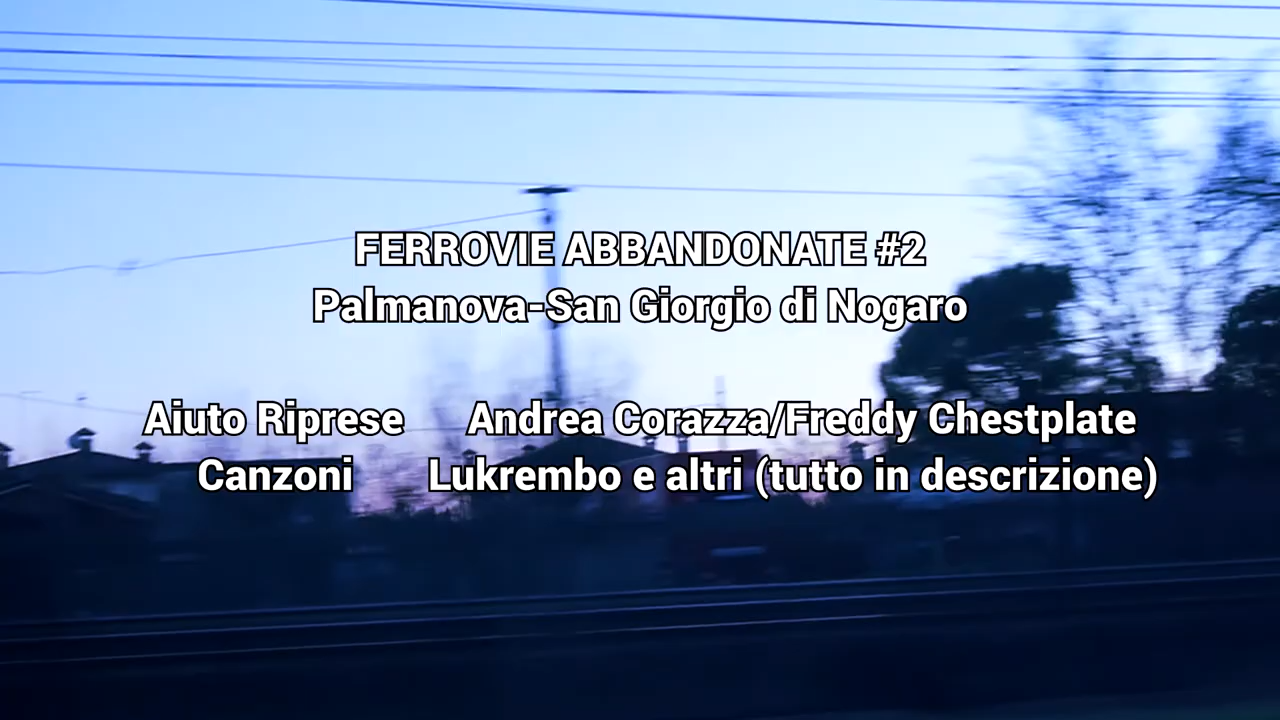 FERROVIE ABBANDONATE #2
Palmanova-San Giorgio di Nogaro
Aiuto Riprese Andrea Corazza/Freddy Chestplate
Canzoni Lukrembo e altri (tutto in descrizione)